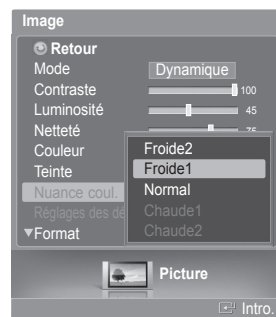 Image
Retour
Mode Dynamique
Contraste 100
Luminosité 45
Netteté 75
Couleur
Teinte
Nuance coul.
Réglages des dé
▼Format
Froide2
Froide1
Normal
Chaude1
Chaude2
Picture
Intro.